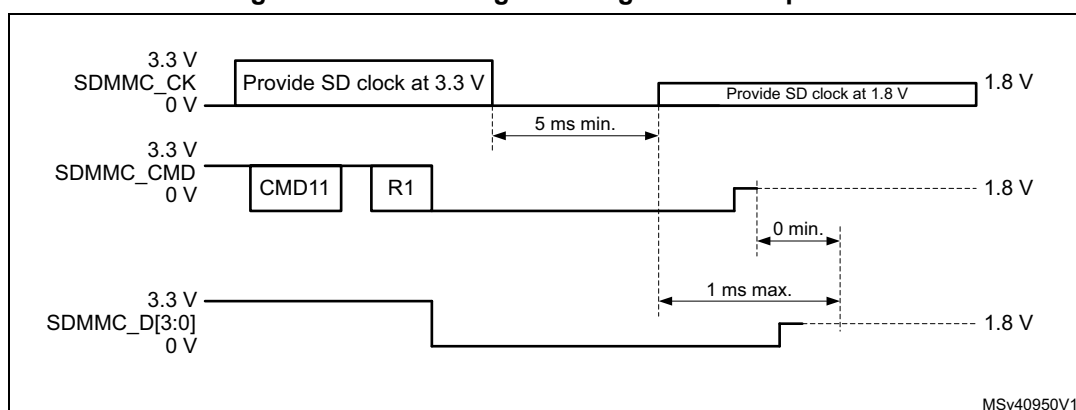 3.3 V
SDMMC_CK
0 V
Provide SD clock at 3.3 V
Provide SD clock at 1.8 V
1.8 V
5 ms min.
3.3 V
SDMMC_CMD
0 V
CMD11
R1
1.8 V
0 min.
1 ms max.
3.3 V
SDMMC_D[3:0]
0 V
1.8 V
MSv40950V1